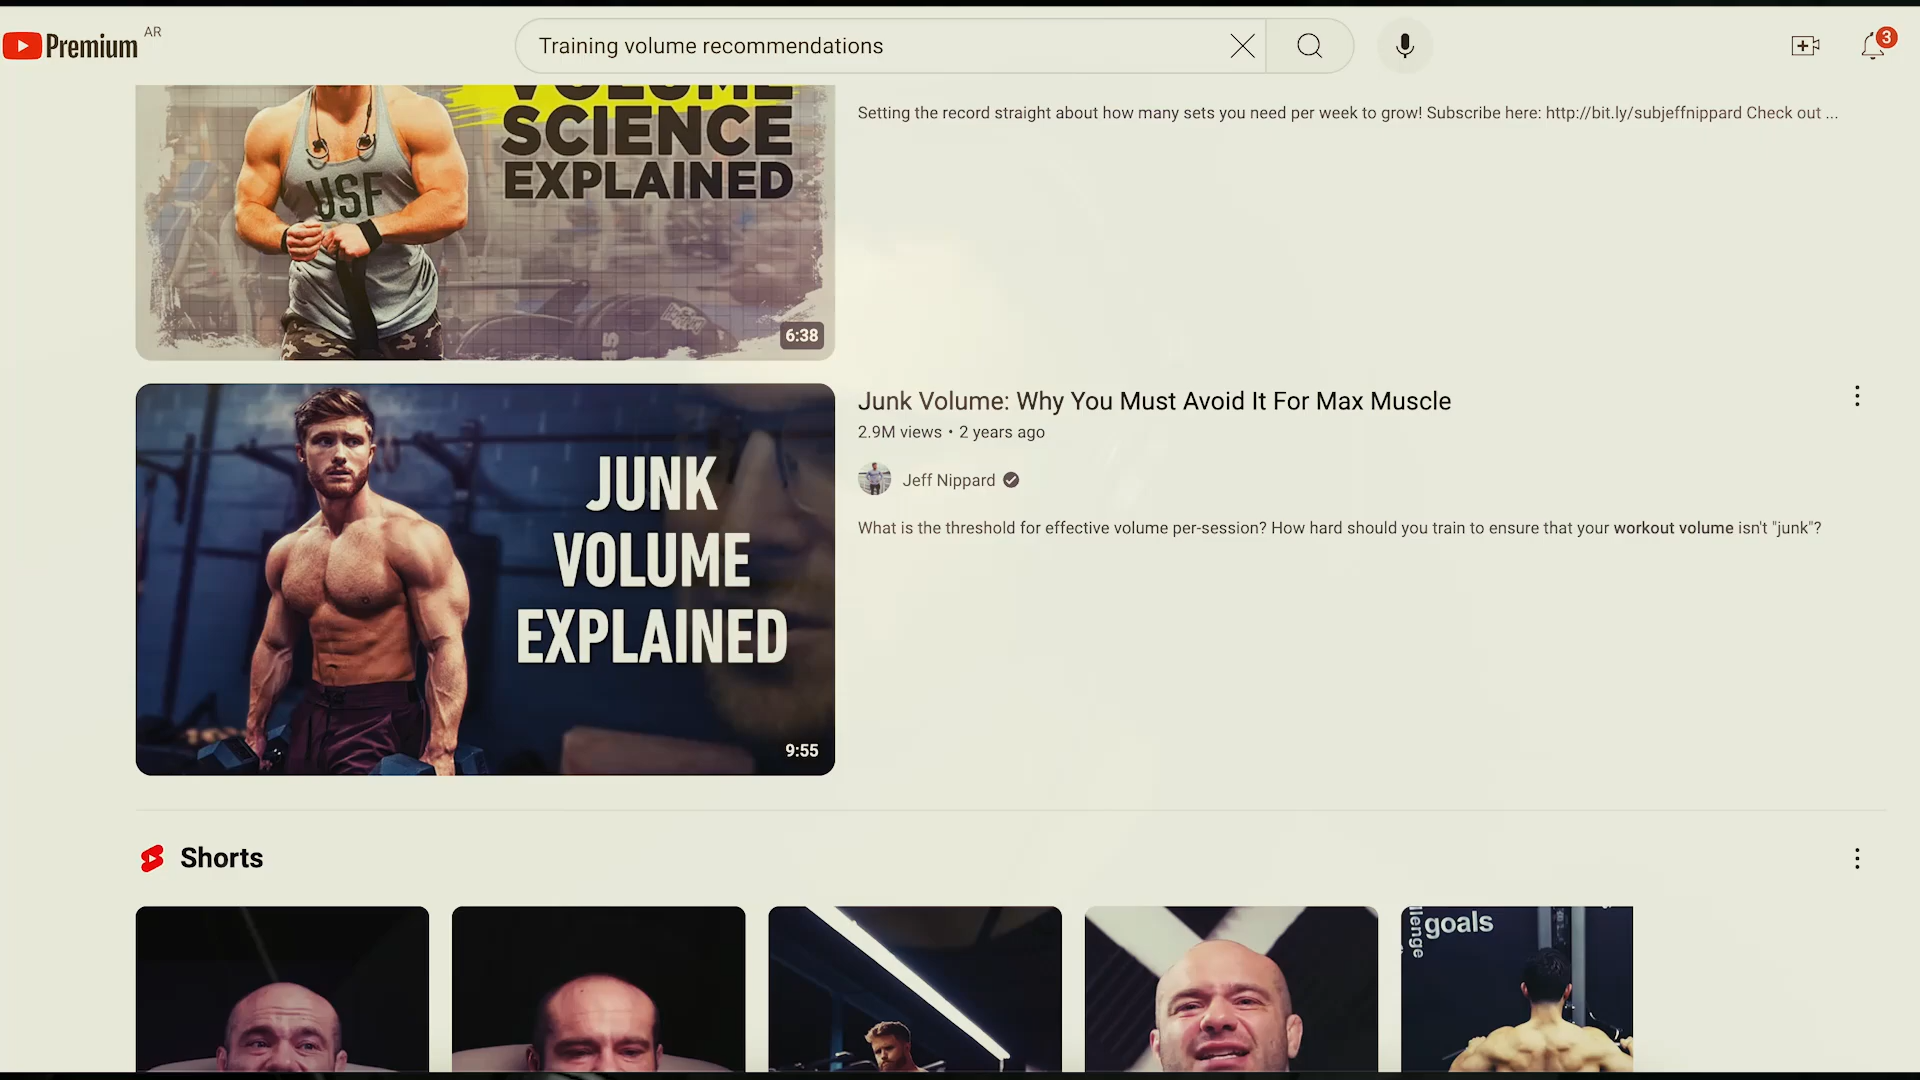 Premium AR
Training volume recommendations
3
VOLUME
SCIENCE
EXPLAINED
USF
45
6:38
Setting the record straight about how many sets you need per week to grow! Subscribe here: http://bit.ly/subjeffnippard Check out ...
JUNK
VOLUME
EXPLAINED
9:55
Junk Volume: Why You Must Avoid It For Max Muscle
2.9M views • 2 years ago
Jeff Nippard
What is the threshold for effective volume per-session? How hard should you train to ensure that your workout volume isn't "junk"?
Shorts
goals